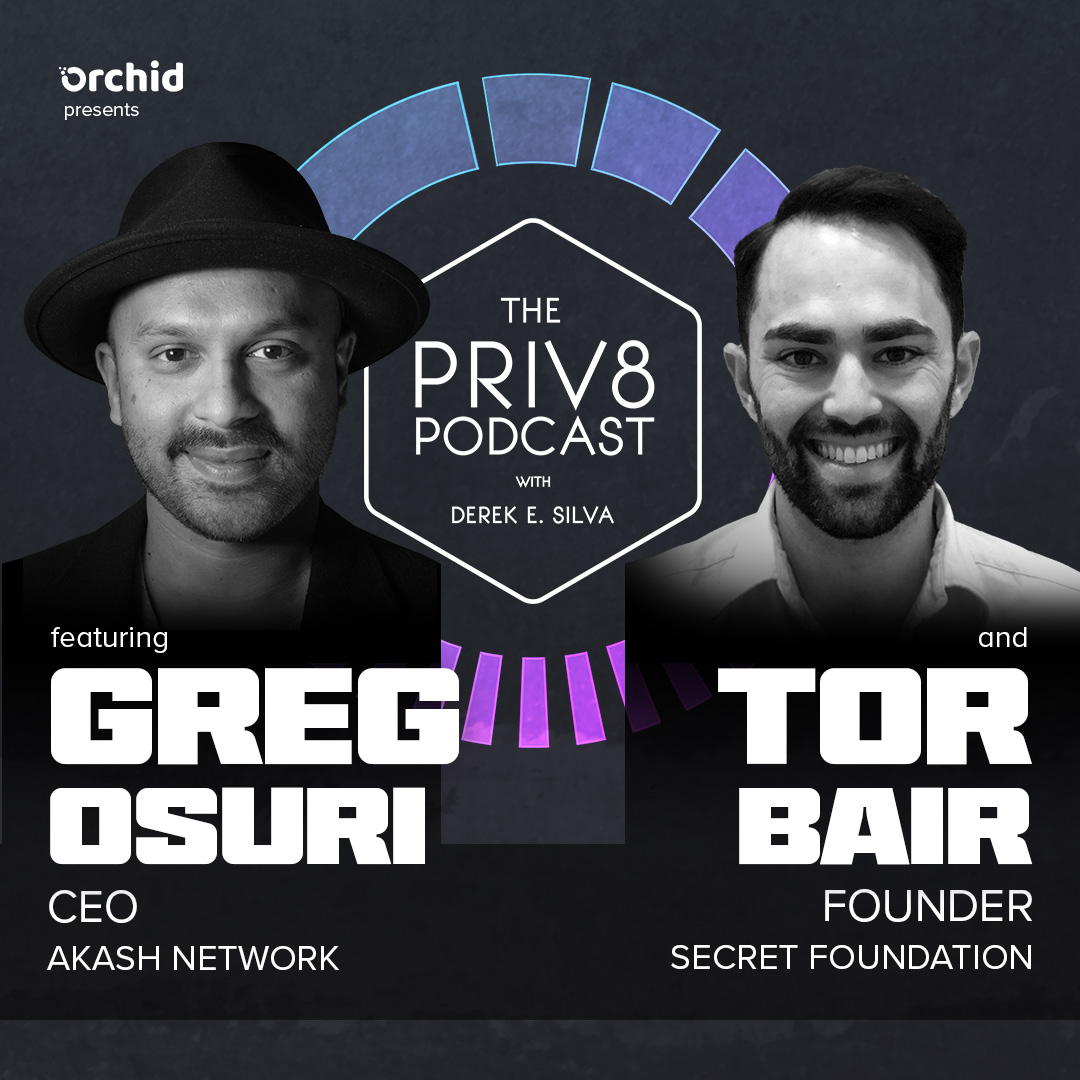 Orchid
presents
THE
PRIV8
PODCAST
WITH
DEREK E. SILVA
featuring
GREG
OSURI
CEO
AKASH NETWORK
and
TOR
BAIR
FOUNDER
SECRET FOUNDATION